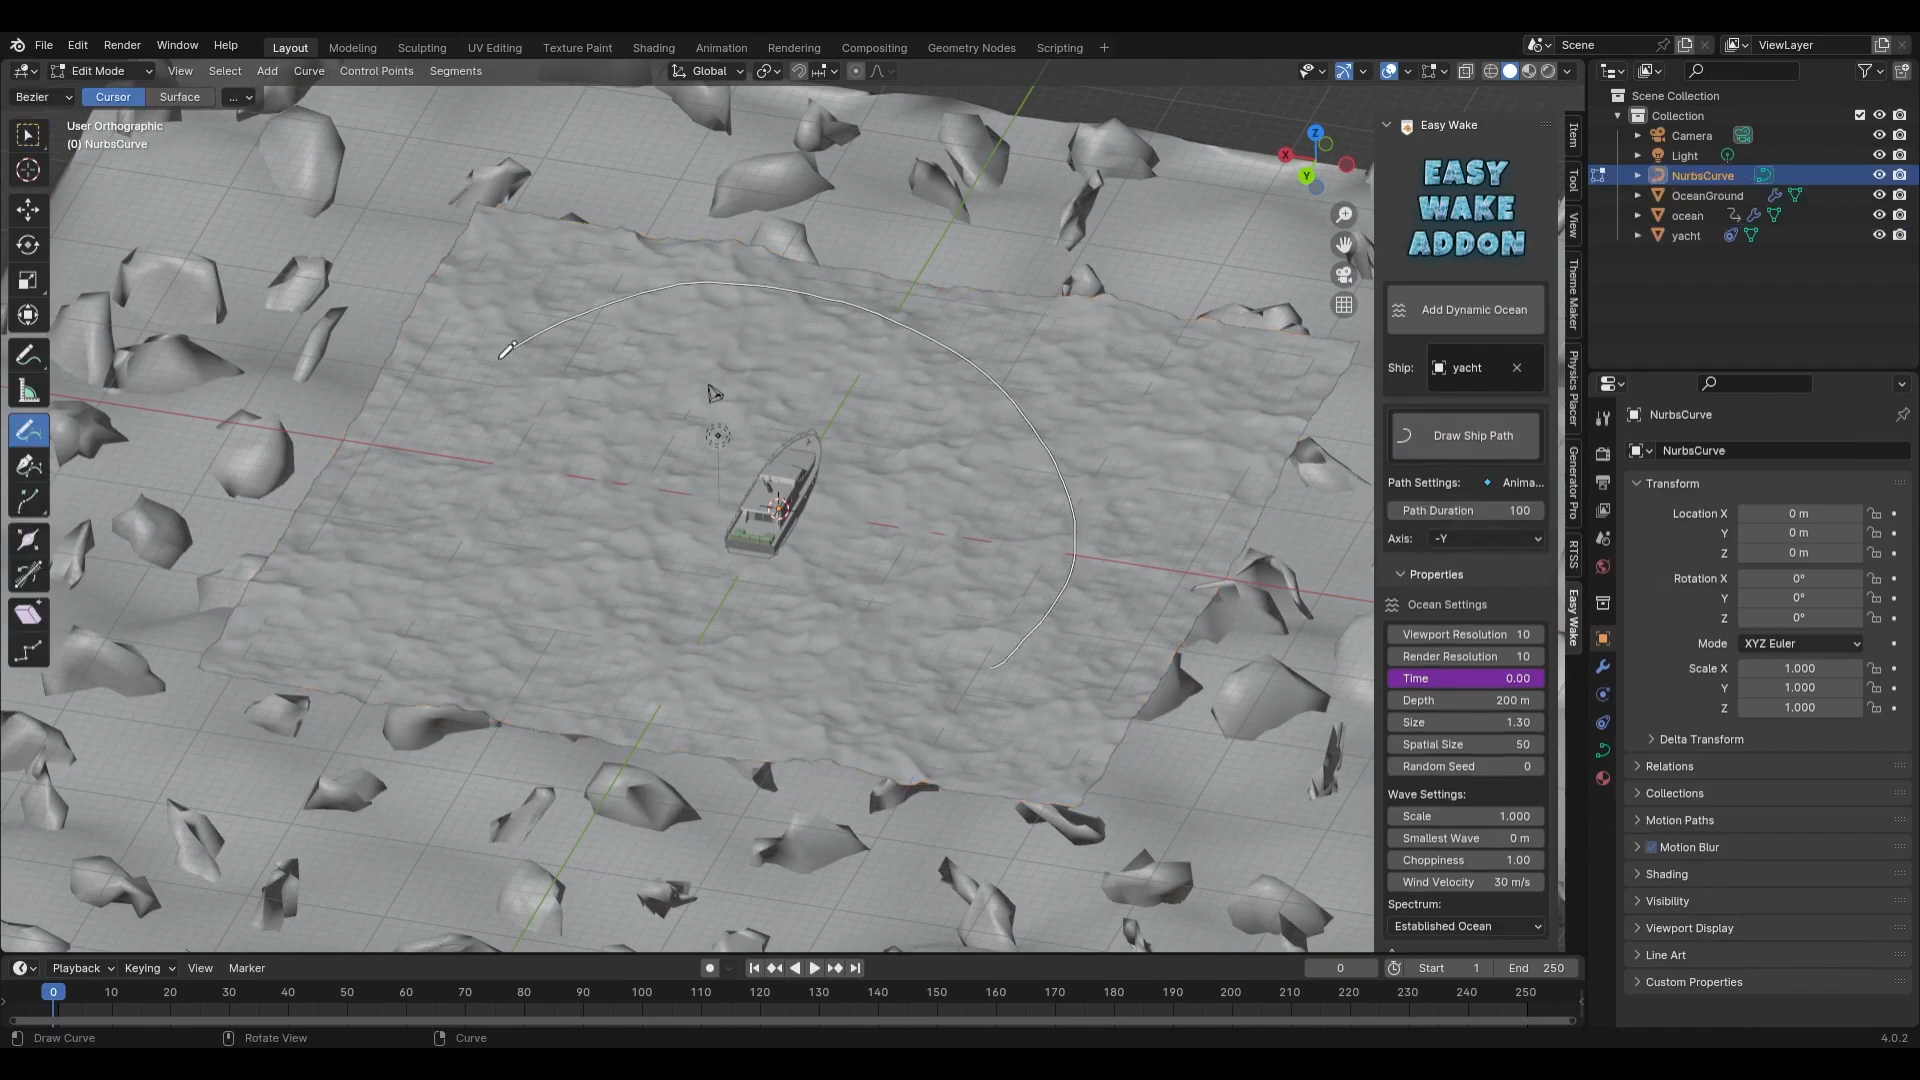 File Edit Render Window Help Layout Modeling Sculpting UV Editing Texture Paint Shading Animation Rendering Compositing Geometry Nodes Scripting + Scene ViewLayer
Edit Mode View Select Add Curve Control Points Segments Global
Bezier Cursor Surface ...
User Orthographic
(0) NurbsCurve
Z
X
Y
Easy Wake
EASY
WAKE
ADDON
Add Dynamic Ocean
Ship: yacht
Draw Ship Path
Path Settings: Anima...
Path Duration 100
Axis: -Y
Properties
Ocean Settings
Viewport Resolution 10
Render Resolution 10
Time 0.00
Depth 200 m
Size 1.30
Spatial Size 50
Random Seed 0
Wave Settings:
Scale 1.000
Smallest Wave 0 m
Choppiness 1.00
Wind Velocity 30 m/s
Spectrum:
Established Ocean
Item
Tool
View
Theme Maker
Physics Placer
Generator Pro
RTSS
Easy Wake
Scene Collection
Collection
Camera
Light
NurbsCurve
OceanGround
ocean
yacht
NurbsCurve
NurbsCurve
Transform
Location X 0 m
Y 0 m
Z 0 m
Rotation X 0°
Y 0°
Z 0°
Mode XYZ Euler
Scale X 1.000
Y 1.000
Z 1.000
Delta Transform
Relations
Collections
Motion Paths
Motion Blur
Shading
Visibility
Viewport Display
Line Art
Custom Properties
Playback Keying View Marker 0 Start 1 End 250
0 10 20 30 40 50 60 70 80 90 100 110 120 130 140 150 160 170 180 190 200 210 220 230 240 250
Draw Curve Rotate View Curve 4.0.2